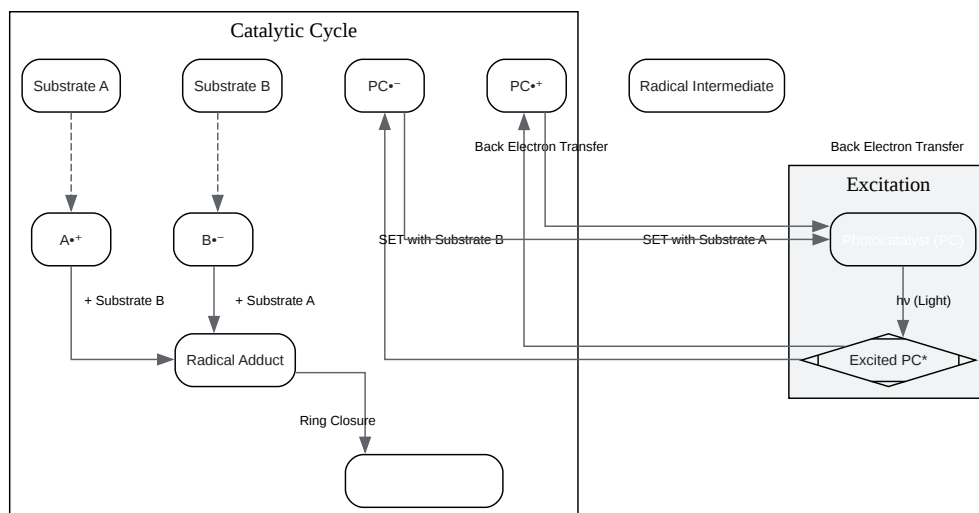 Catalytic Cycle
Substrate A
Substrate B
PC•−
PC•+
Radical Intermediate
Back Electron Transfer
Back Electron Transfer
Excitation
A•+
B•−
SET with Substrate B
SET with Substrate A
Photocatalyst (PC)
+ Substrate B
+ Substrate A
hν (Light)
Radical Adduct
Excited PC*
Ring Closure